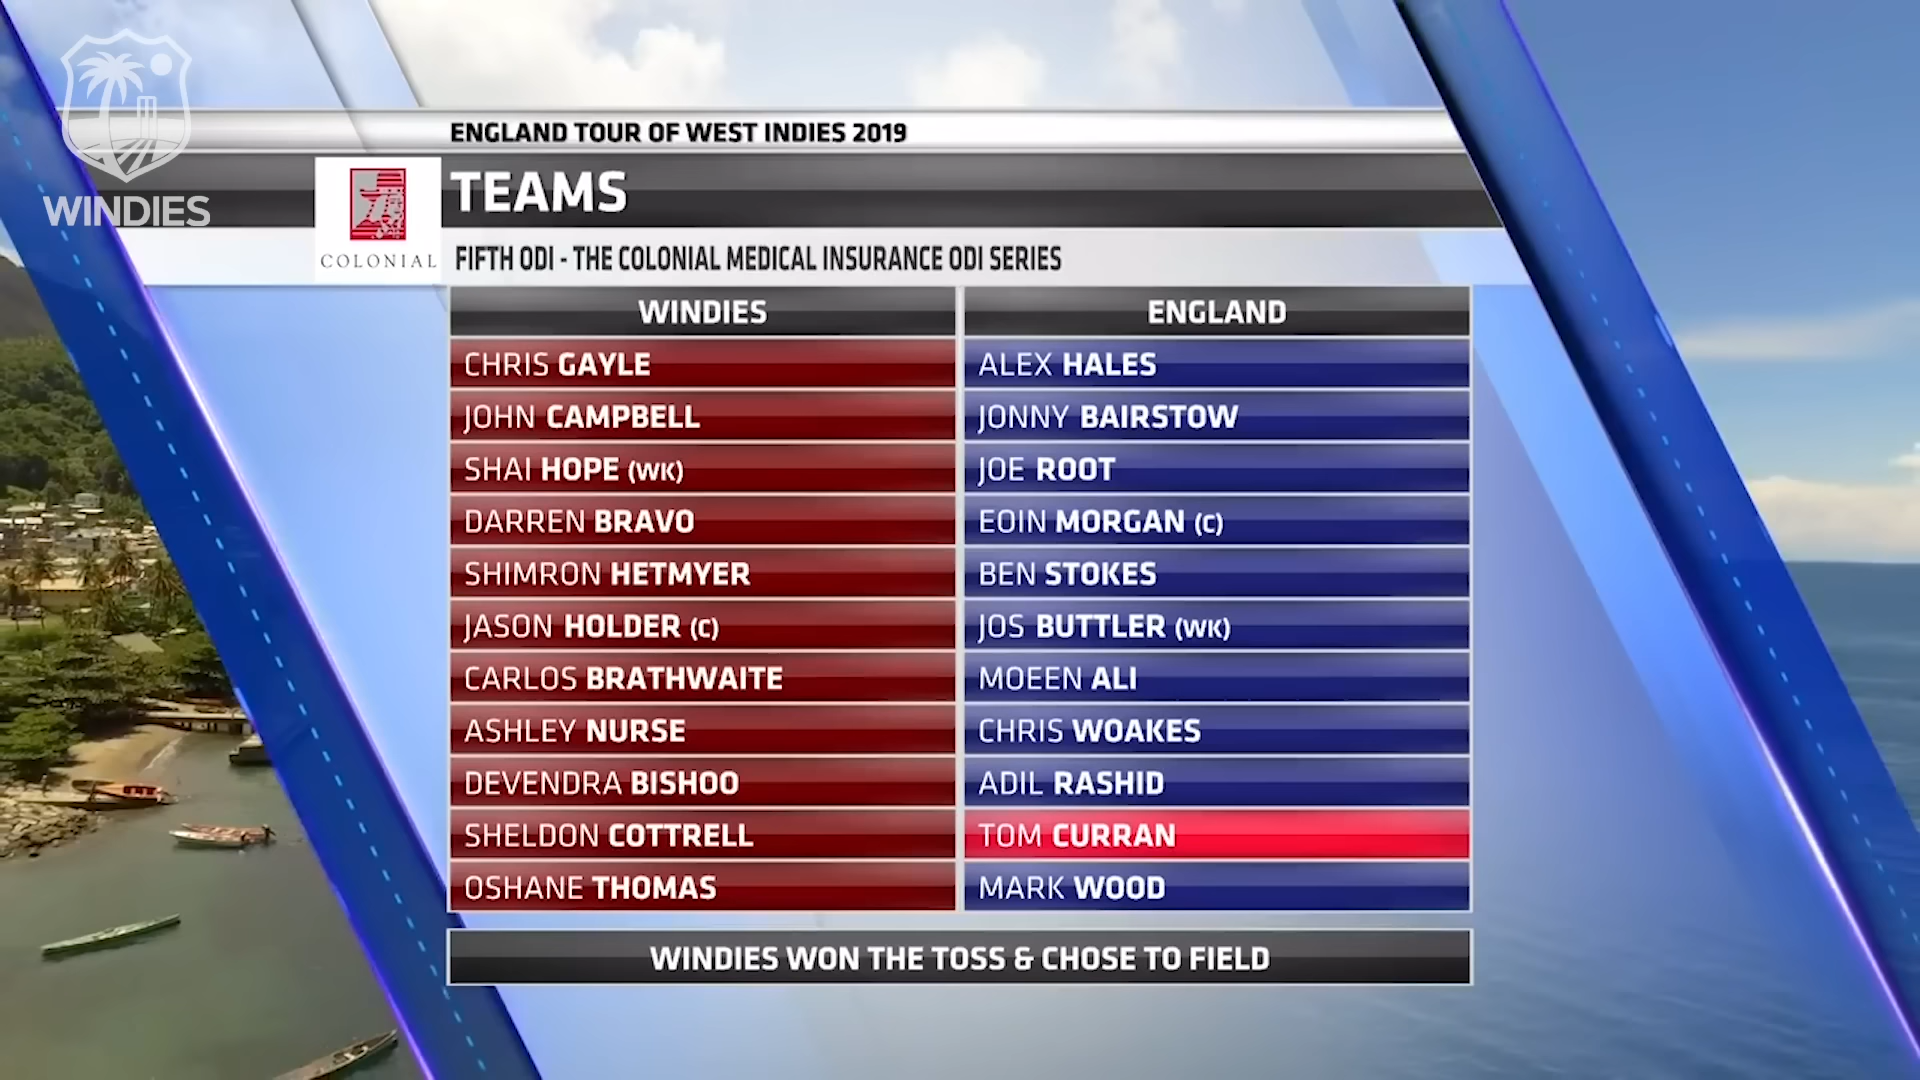 WINDIES
ENGLAND TOUR OF WEST INDIES 2019
COLONIAL
TEAMS
FIFTH ODI - THE COLONIAL MEDICAL INSURANCE ODI SERIES
WINDIES
CHRIS GAYLE
JOHN CAMPBELL
SHAI HOPE (WK)
DARREN BRAVO
SHIMRON HETMYER
JASON HOLDER (C)
CARLOS BRATHWAITE
ASHLEY NURSE
DEVENDRA BISHOO
SHELDON COTTRELL
OSHANE THOMAS
ENGLAND
ALEX HALES
JONNY BAIRSTOW
JOE ROOT
EOIN MORGAN (C)
BEN STOKES
JOS BUTTLER (WK)
MOEEN ALI
CHRIS WOAKES
ADIL RASHID
TOM CURRAN
MARK WOOD
WINDIES WON THE TOSS & CHOSE TO FIELD